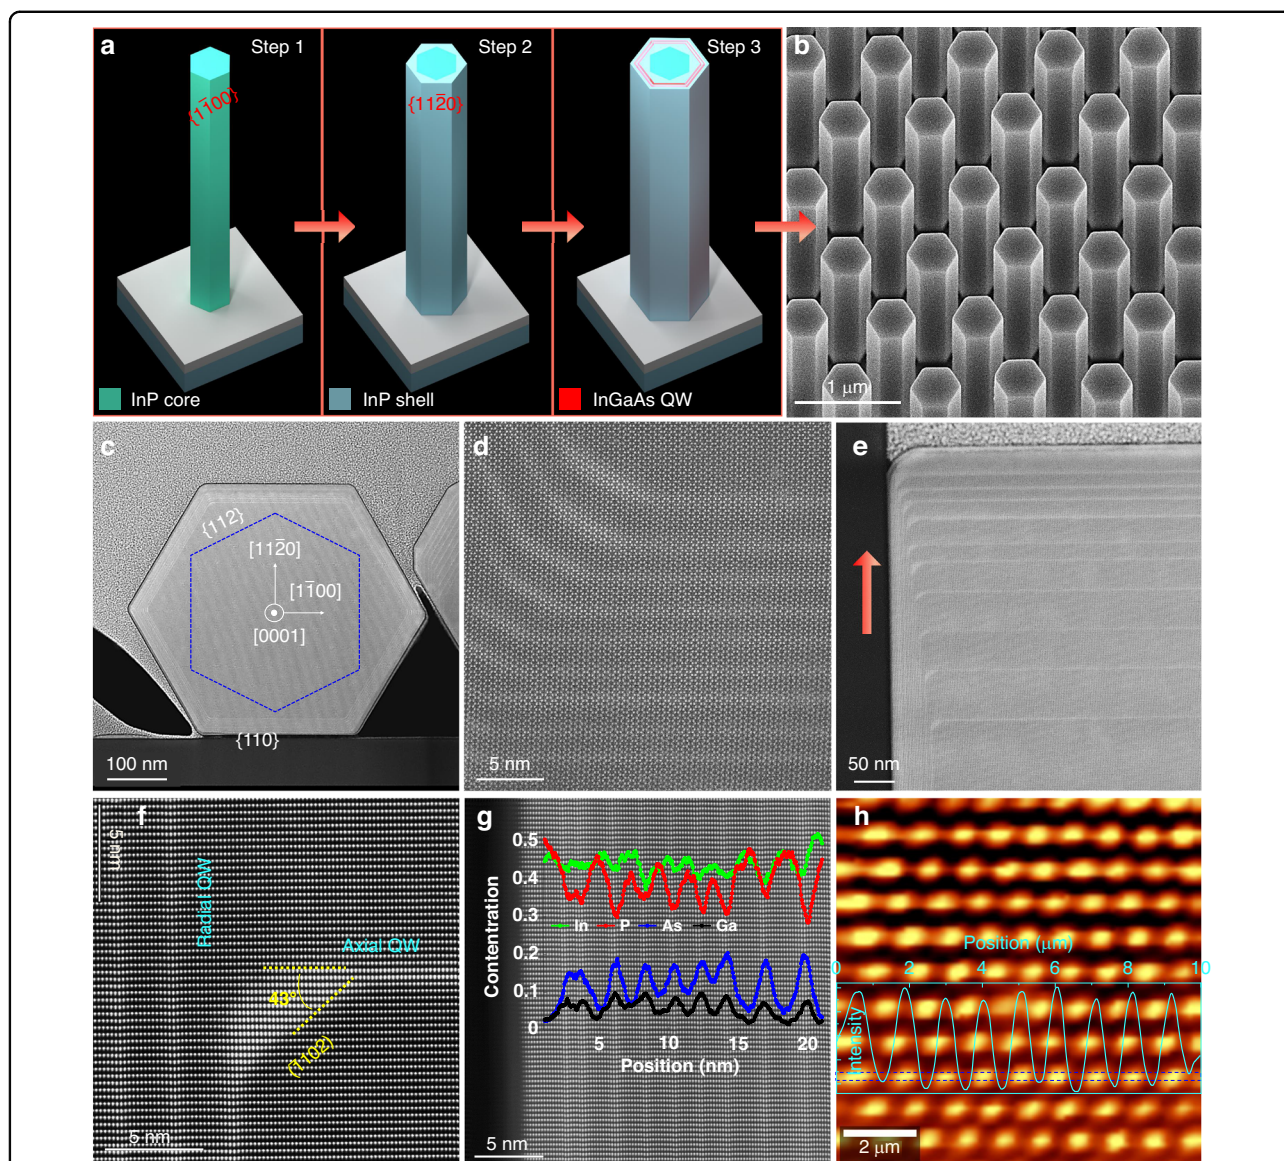 a
Step 1
Step 2
Step 3
{11̅00}
{112̅0}
InP core
InP shell
InGaAs QW
b
1 μm
c
{112}
[112̅0]
[11̅00]
[0001]
{110}
100 nm
d
5 nm
e
50 nm
f
5 nm
Radial QW
Axial QW
43°
(1̅102)
5 nm
g
0.5
0.4
0.3
In P As Ga
0.2
0.1
0
Contentration
5 10 15 20
Position (nm)
5 nm
h
Position (μm)
0 2 4 6 8 10
Intensity
2 μm